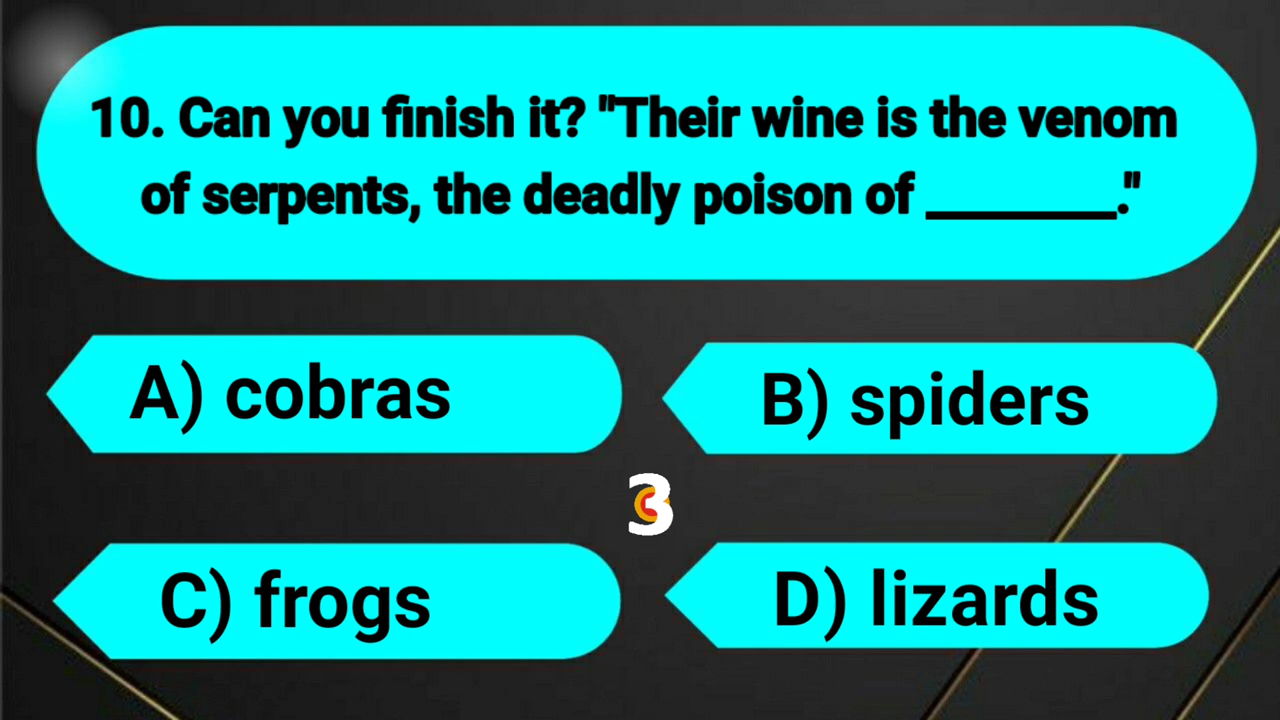 10. Can you finish it? "Their wine is the venom
of serpents, the deadly poison of ________."
A) cobras
B) spiders
3
C) frogs
D) lizards